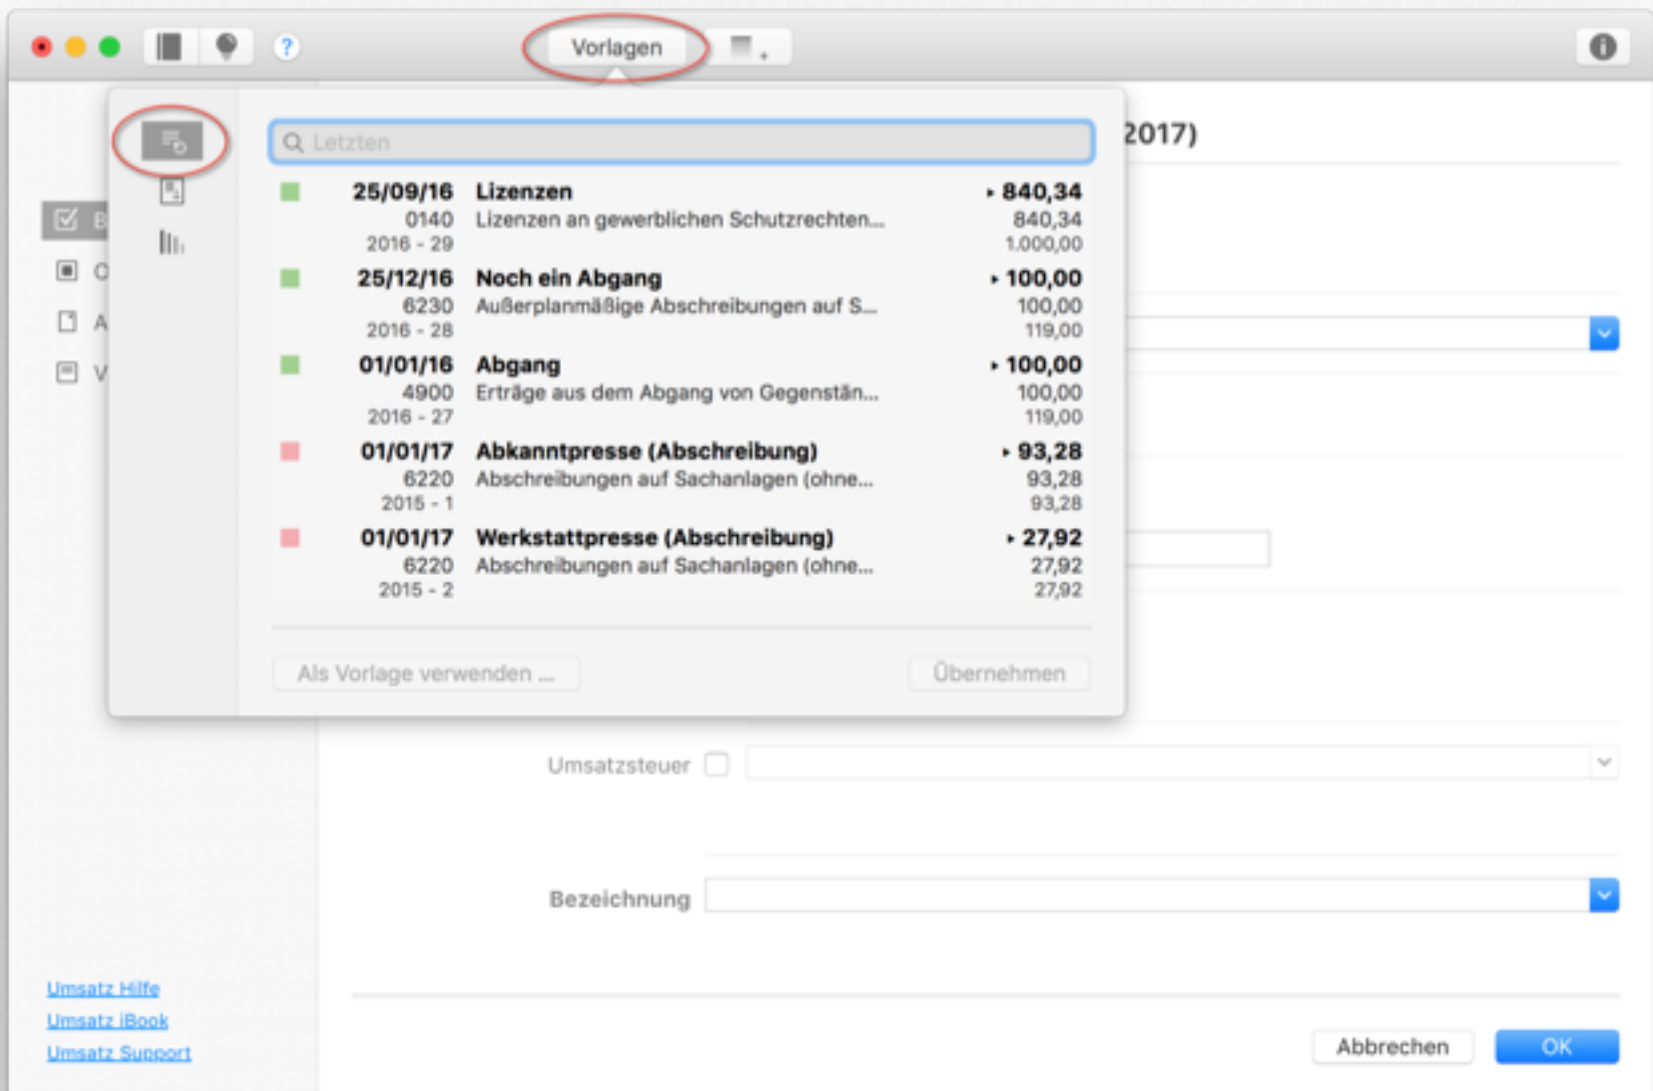 ?
Vorlagen
2017)
Letzten
25/09/16 Lizenzen 840,34
0140 Lizenzen an gewerblichen Schutzrechten... 840,34
2016 - 29 1.000,00
25/12/16 Noch ein Abgang 100,00
6230 Außerplanmäßige Abschreibungen auf S... 100,00
2016 - 28 119,00
01/01/16 Abgang 100,00
4900 Erträge aus dem Abgang von Gegenstän... 100,00
2016 - 27 119,00
01/01/17 Abkanntpresse (Abschreibung) 93,28
6220 Abschreibungen auf Sachanlagen (ohne... 93,28
2015 - 1 93,28
01/01/17 Werkstattpresse (Abschreibung) 27,92
6220 Abschreibungen auf Sachanlagen (ohne... 27,92
2015 - 2 27,92
B
A
V
Als Vorlage verwenden ... Übernehmen
Umsatzsteuer
Bezeichnung
Umsatz Hilfe
Umsatz iBook
Umsatz Support
Abbrechen OK